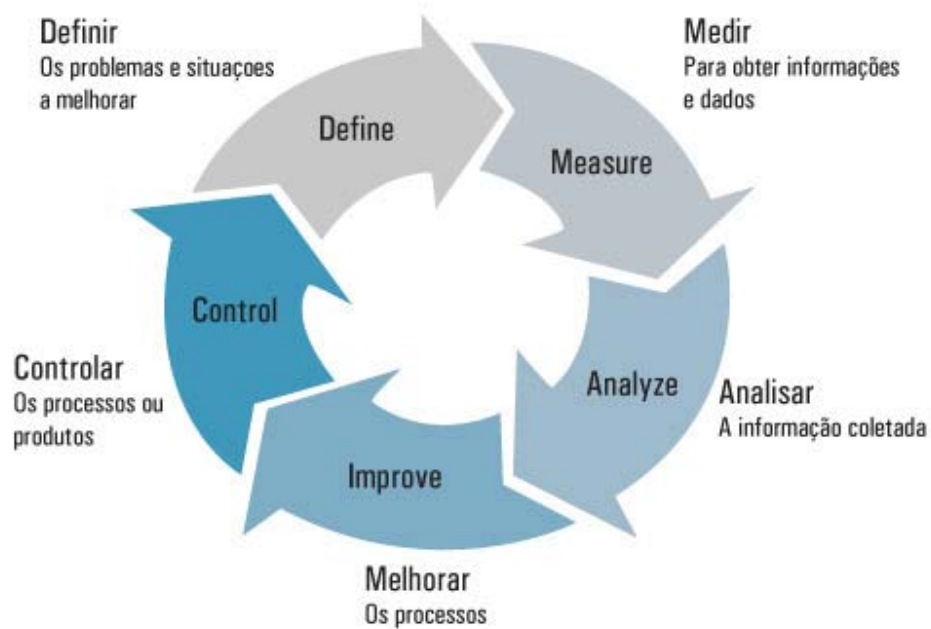 Definir
Os problemas e situaçoes
a melhorar
Medir
Para obter informações
e dados
Define
Measure
Control
Analyze
Controlar
Os processos ou
produtos
Analisar
A informação coletada
Improve
Melhorar
Os processos